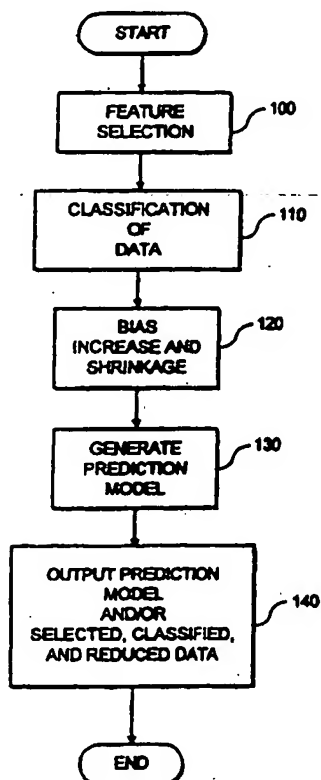 START
FEATURE
SELECTION
100
CLASSIFICATION
OF
DATA
110
BIAS
INCREASE AND
SHRINKAGE
120
GENERATE
PREDICTION
MODEL
130
OUTPUT PREDICTION
MODEL
AND/OR
SELECTED, CLASSIFIED,
AND REDUCED DATA
140
END